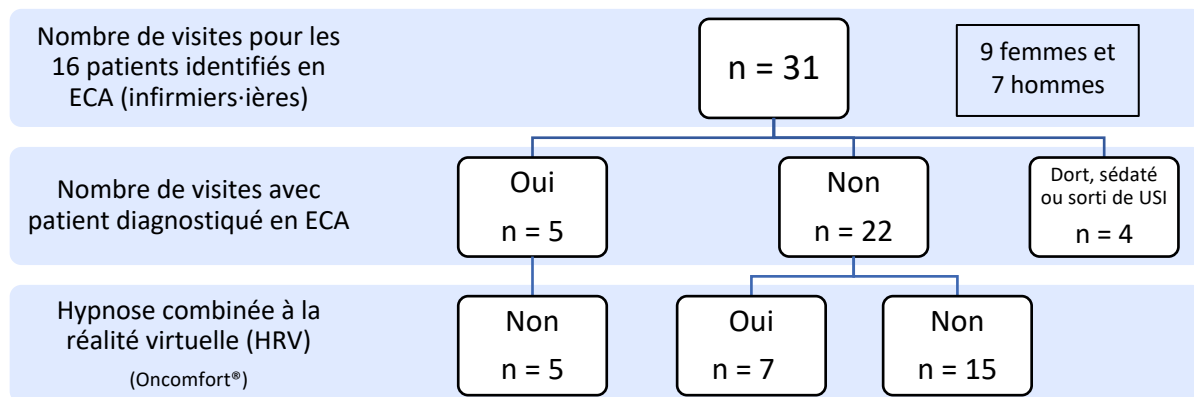 Nombre de visites pour les
16 patients identifiés en
ECA (infirmiers·ières)
n = 31
9 femmes et
7 hommes
Nombre de visites avec
patient diagnostiqué en ECA
Oui
n = 5
Non
n = 22
Dort, sédaté
ou sorti de USI
n = 4
Hypnose combinée à la
réalité virtuelle (HRV)
(Oncomfort®)
Non
n = 5
Oui
n = 7
Non
n = 15